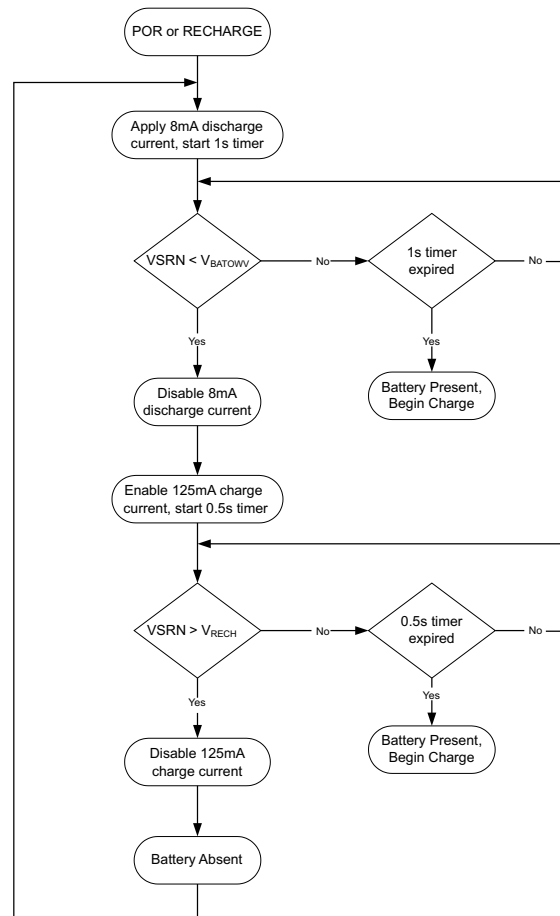 POR or RECHARGE
Apply 8mA discharge
current, start 1s timer
VSRN < VBATOWV
No
1s timer
expired
No
Yes
Yes
Disable 8mA
discharge current
Battery Present,
Begin Charge
Enable 125mA charge
current, start 0.5s timer
VSRN > VRECH
No
0.5s timer
expired
No
Yes
Yes
Disable 125mA
charge current
Battery Present,
Begin Charge
Battery Absent